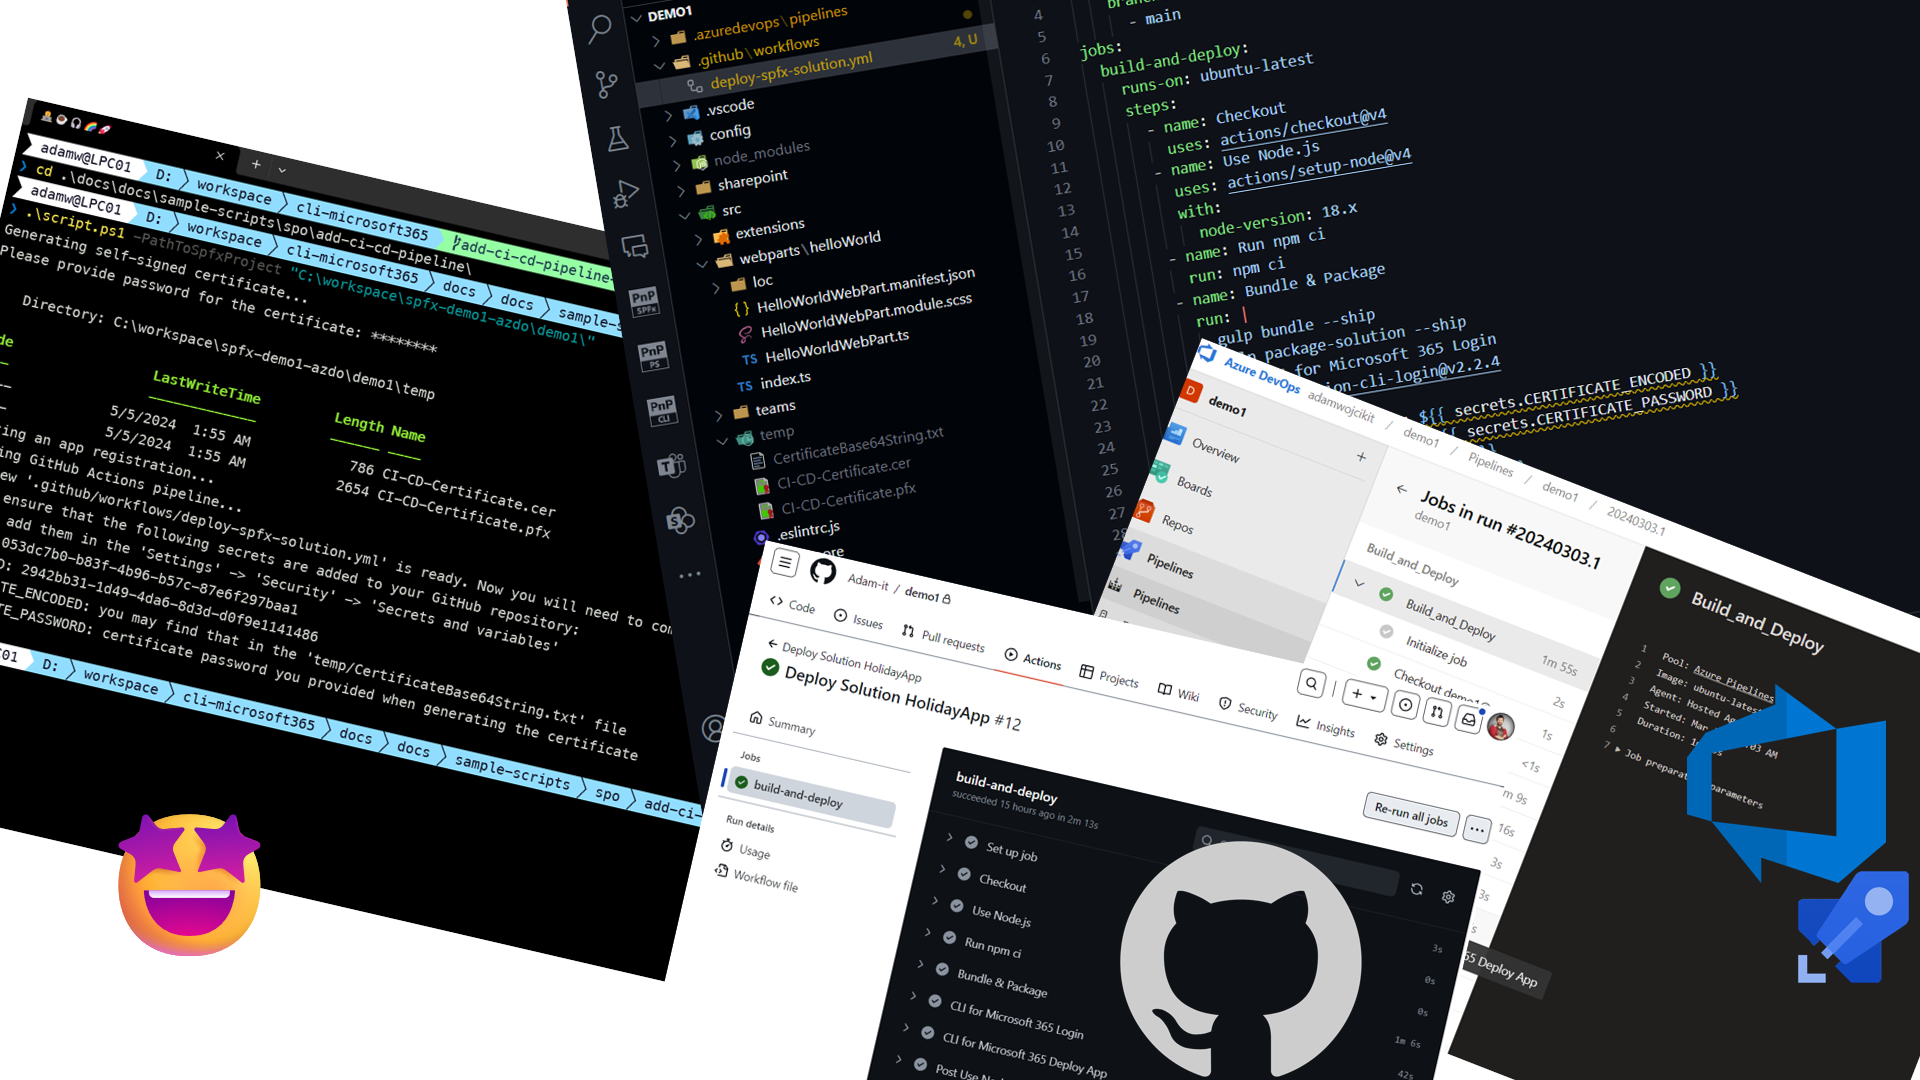 adamw@LPC01 D: workspace cli-microsoft365 add-ci-cd-pipeline-
cd .\docs\docs\sample-scripts\spo\add-ci-cd-pipeline\
adamw@LPC01 D: workspace cli-microsoft365 docs docs sample-s
.\script.ps1 -PathToSpfxProject "C:\workspace\spfx-demo1-azdo\demo1\"
Generating self-signed certificate...
Please provide password for the certificate: ********
Directory: C:\workspace\spfx-demo1-azdo\demo1\temp
de LastWriteTime Length Name
5/5/2024 1:55 AM 786 CI-CD-Certificate.cer
5/5/2024 1:55 AM 2654 CI-CD-Certificate.pfx
ing an app registration...
ing GitHub Actions pipeline...
ew '.github/workflows/deploy-spfx-solution.yml' is ready. Now you will need to com
ensure that the following secrets are added to your GitHub repository:
add them in the 'Settings' -> 'Security' -> 'Secrets and variables'
053dc7b0-b83f-4b96-b57c-87e6f297baa1
D: 2942bb31-1d49-4da6-8d3d-d0f9e1141486
TE_ENCODED: you may find that in the 'temp/CertificateBase64String.txt' file
TE_PASSWORD: certificate password you provided when generating the certificate
PC01 D: workspace cli-microsoft365 docs docs sample-scripts spo add-ci-
DEMO1
.azuredevops\pipelines
.github\workflows
deploy-spfx-solution.yml 4, U
.vscode
config
node_modules
sharepoint
src
extensions
webparts\helloWorld
loc
{ } HelloWorldWebPart.manifest.json
HelloWorldWebPart.module.scss
TS HelloWorldWebPart.ts
TS index.ts
teams
temp
CertificateBase64String.txt
CI-CD-Certificate.cer
CI-CD-Certificate.pfx
.eslintrc.js
ore
PnP SPFx
PnP PS
PnP CLI
4 - main
5 jobs:
6 build-and-deploy:
7 runs-on: ubuntu-latest
8 steps:
9 - name: Checkout
10 uses: actions/checkout@v4
11 - name: Use Node.js
12 uses: actions/setup-node@v4
13 with:
14 node-version: 18.x
15 - name: Run npm ci
16 run: npm ci
17 - name: Bundle & Package
18 run: |
19 gulp bundle --ship
20 package-solution --ship
21 for Microsoft 365 Login
22 on-cli-login@v2.2.4
23
24 ${{ secrets.CERTIFICATE_ENCODED }}
25 {{ secrets.CERTIFICATE_PASSWORD }}
26
27
28
Azure DevOps adamwojcikit / demo1 / Pipelines / demo1 / 20240303.1
D demo1
Overview
Boards
Repos
Pipelines
Pipelines
Jobs in run #20240303.1
demo1
Build_and_Deploy
Build_and_Deploy 1m 55s
Initialize job 2s
Checkout demo1 1s
<1s
m 9s
16s
3s
3s
s
65 Deploy App
Build_and_Deploy
1 Pool: Azure Pipelines
2 Image: ubuntu-latest
3 Agent: Hosted Ag
4 Started: Mar :03 AM
5 Duration: 1
6
7 Job preparat parameters
Adam-it / demo1
Code Issues Pull requests Actions Projects Wiki Security Insights Settings
Deploy Solution HolidayApp
Deploy Solution HolidayApp #12
Re-run all jobs
Summary
Jobs
build-and-deploy
Run details
Usage
Workflow file
build-and-deploy
succeeded 15 hours ago in 2m 13s
Set up job 3s
Checkout 0s
Use Node.js 0s
Run npm ci 1m 6s
Bundle & Package 42s
CLI for Microsoft 365 Login
CLI for Microsoft 365 Deploy App
Post Use